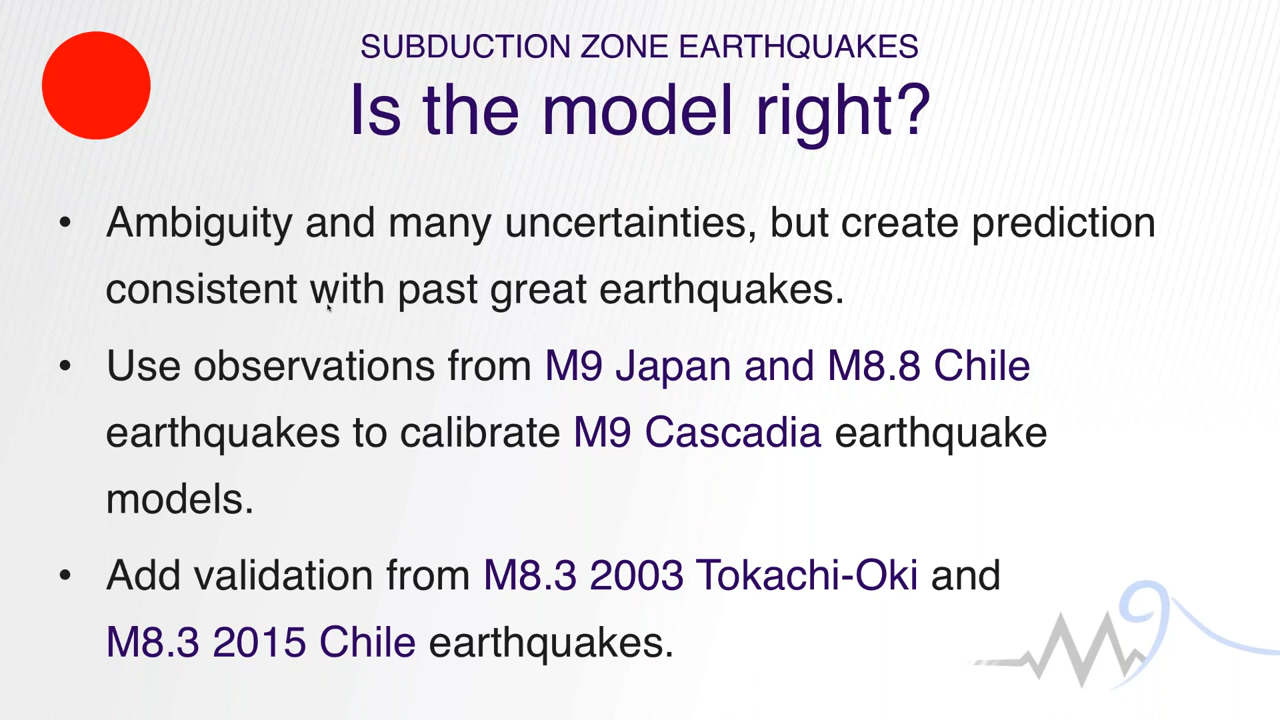 SUBDUCTION ZONE EARTHQUAKES
Is the model right?
• Ambiguity and many uncertainties, but create prediction
consistent with past great earthquakes.
• Use observations from M9 Japan and M8.8 Chile
earthquakes to calibrate M9 Cascadia earthquake
models.
• Add validation from M8.3 2003 Tokachi-Oki and
M8.3 2015 Chile earthquakes.
M9